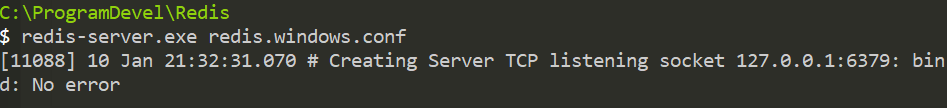 C:\ProgramDevel\Redis
$ redis-server.exe redis.windows.conf
[11088] 10 Jan 21:32:31.070 # Creating Server TCP listening socket 127.0.0.1:6379: bin
d: No error